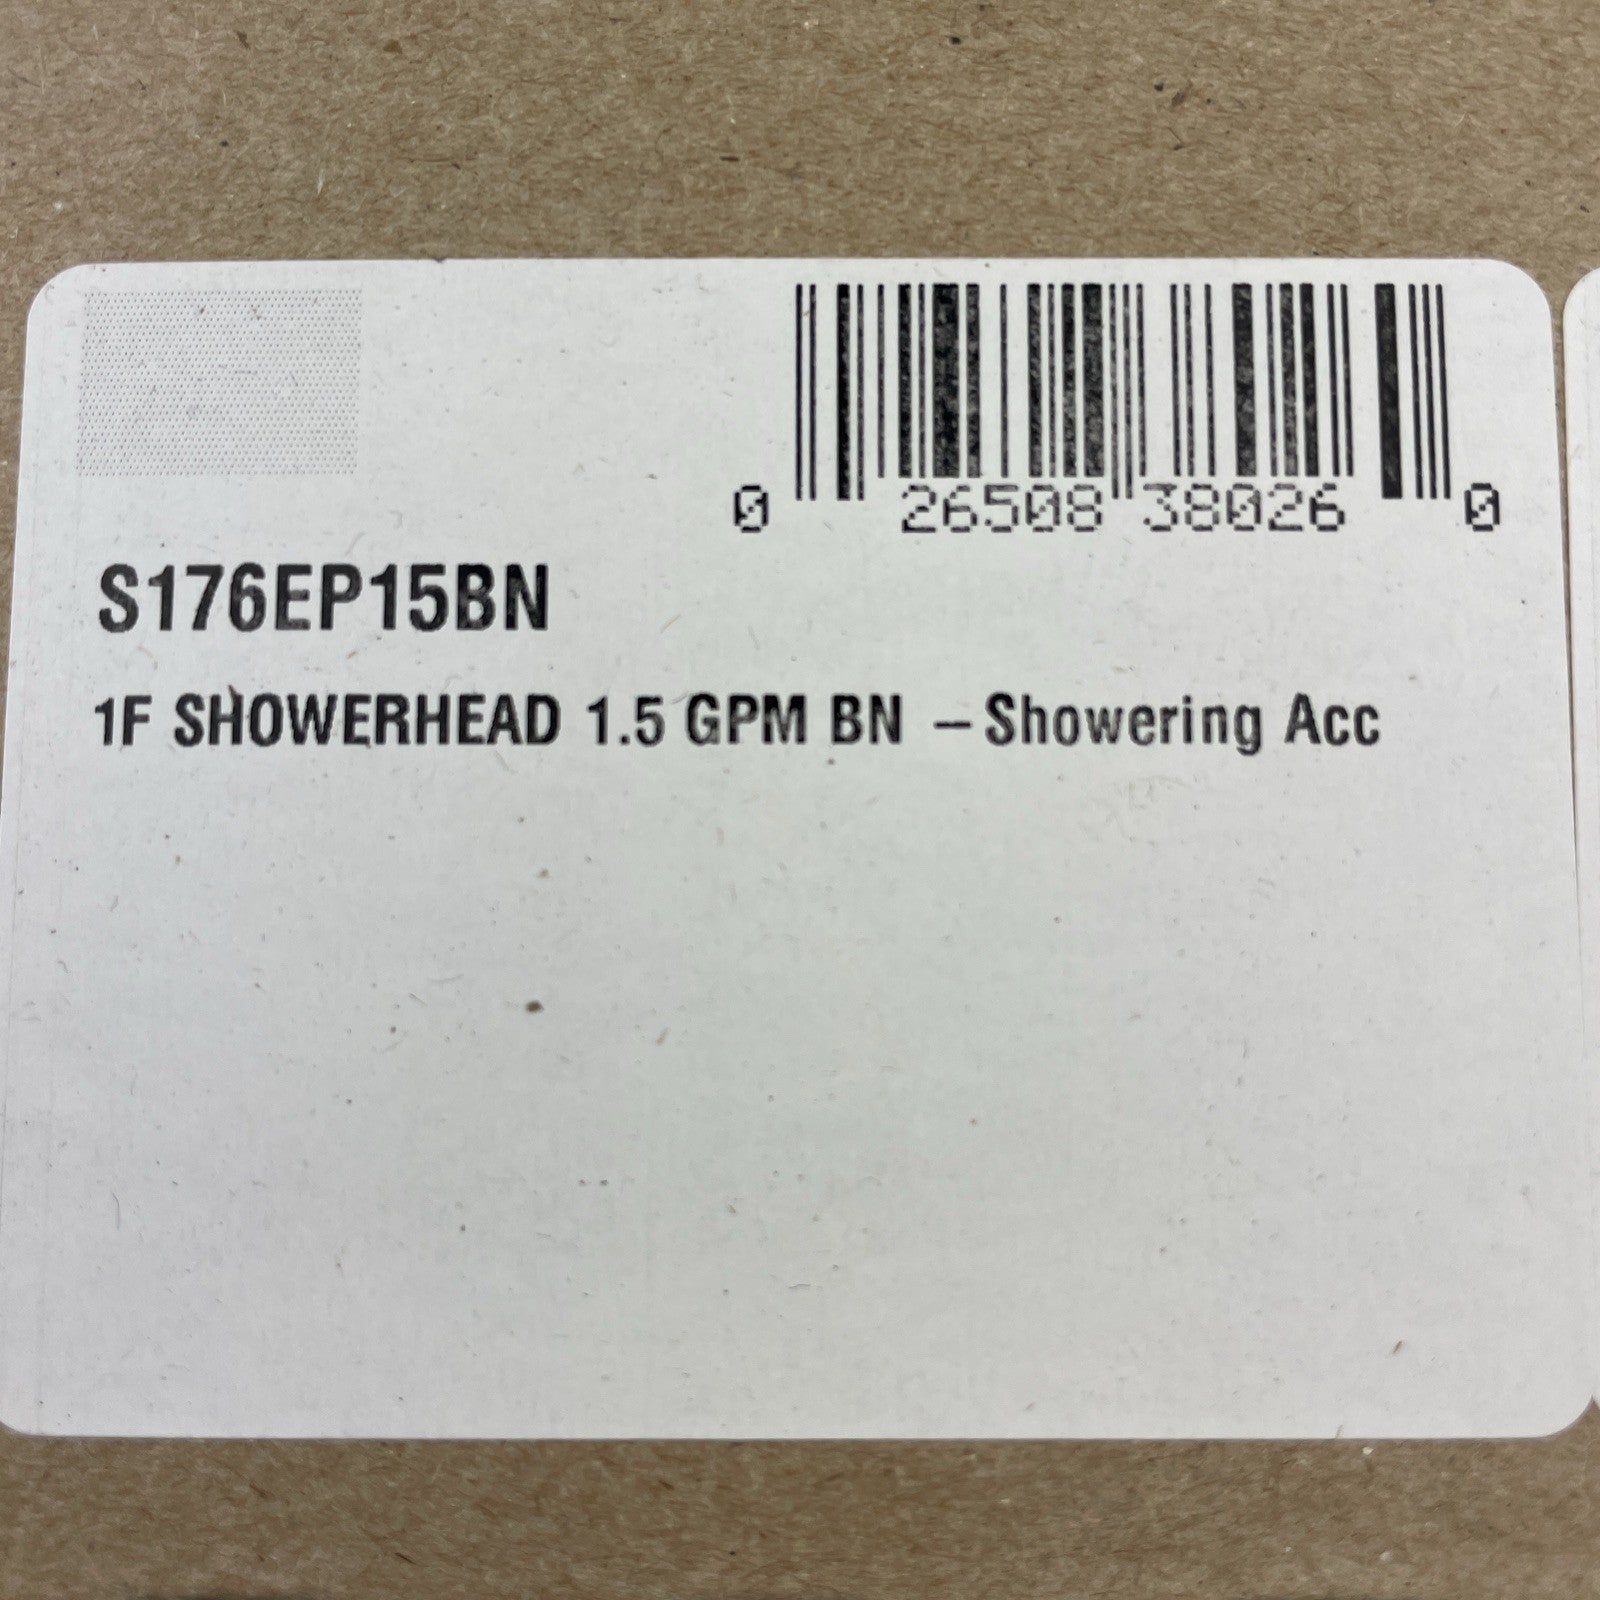 0 26508 38026 0
S176EP15BN
1F SHOWERHEAD 1.5 GPM BN – Showering Acc